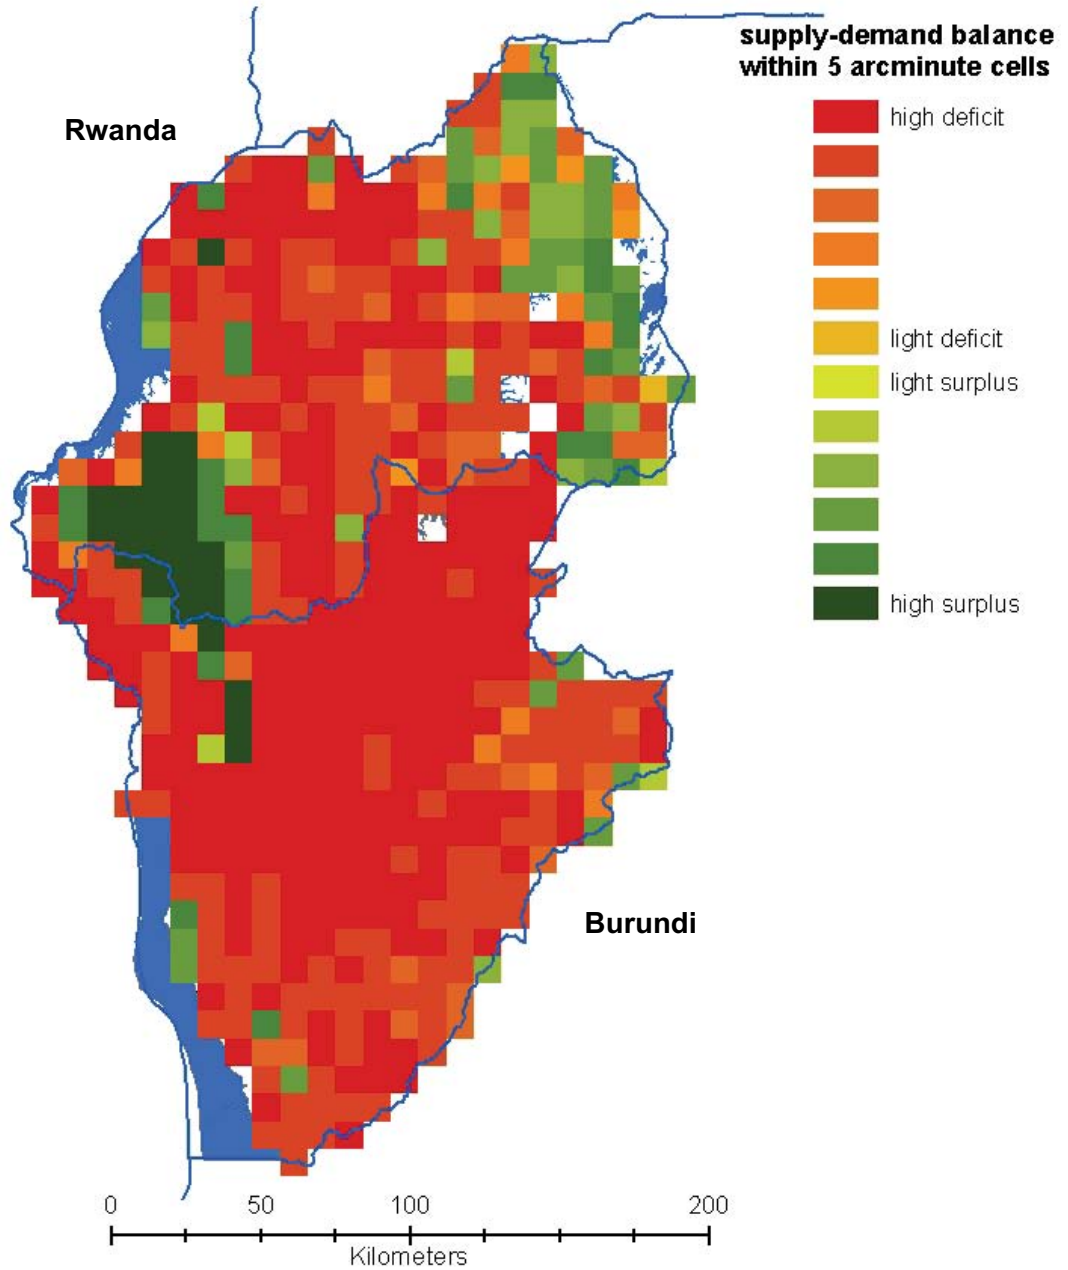 supply-demand balance
within 5 arcminute cells
high deficit
light deficit
light surplus
high surplus
Rwanda
Burundi
0 50 100 200
Kilometers